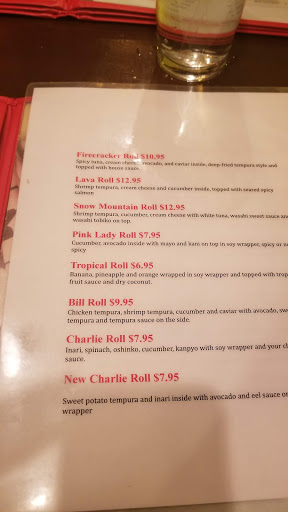 Firecracker Roll $10.95
Spicy tuna, cream cheese, avocado, and caviar inside, deep fried tempura style and
topped with house sauce.
Lava Roll $12.95
Shrimp tempura, cream cheese and cucumber inside, topped with seared spicy
salmon
Snow Mountain Roll $12.95
Shrimp tempura, cucumber, cream cheese with white tuna, wasabi sweet sauce and
wasabi tobiko on top.
Pink Lady Roll $7.95
Cucumber, avocado inside with mayo and kani on top in soy wrapper, spicy or
spicy
Tropical Roll $6.95
Banana, pineapple and orange wrapped in soy wrapper and topped with
fruit sauce and dry coconut.
Bill Roll $9.95
Chicken tempura, shrimp tempura, cucumber and caviar with avocado,
tempura and tempura sauce on the side.
Charlie Roll $7.95
Inari, spinach, oshinko, cucumber, kanpyo with soy wrapper and your
sauce.
New Charlie Roll $7.95
Sweet potato tempura and inari inside with avocado and eel sauce
wrapper